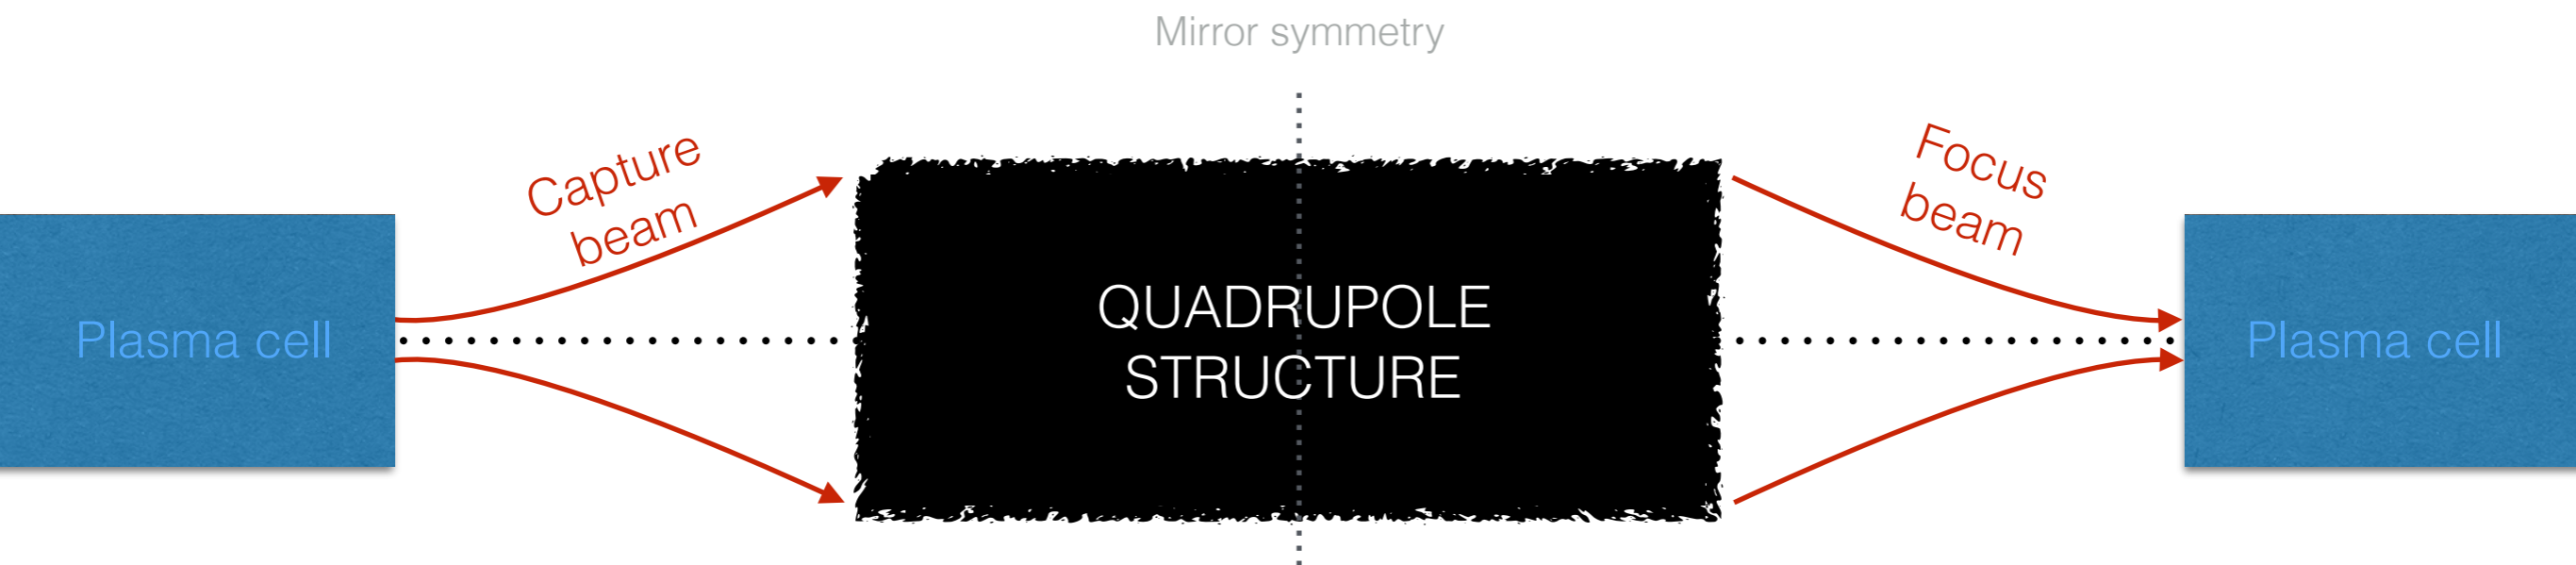 Mirror symmetry
Capture
beam
Focus
beam
Plasma cell
QUADRUPOLE
STRUCTURE
Plasma cell